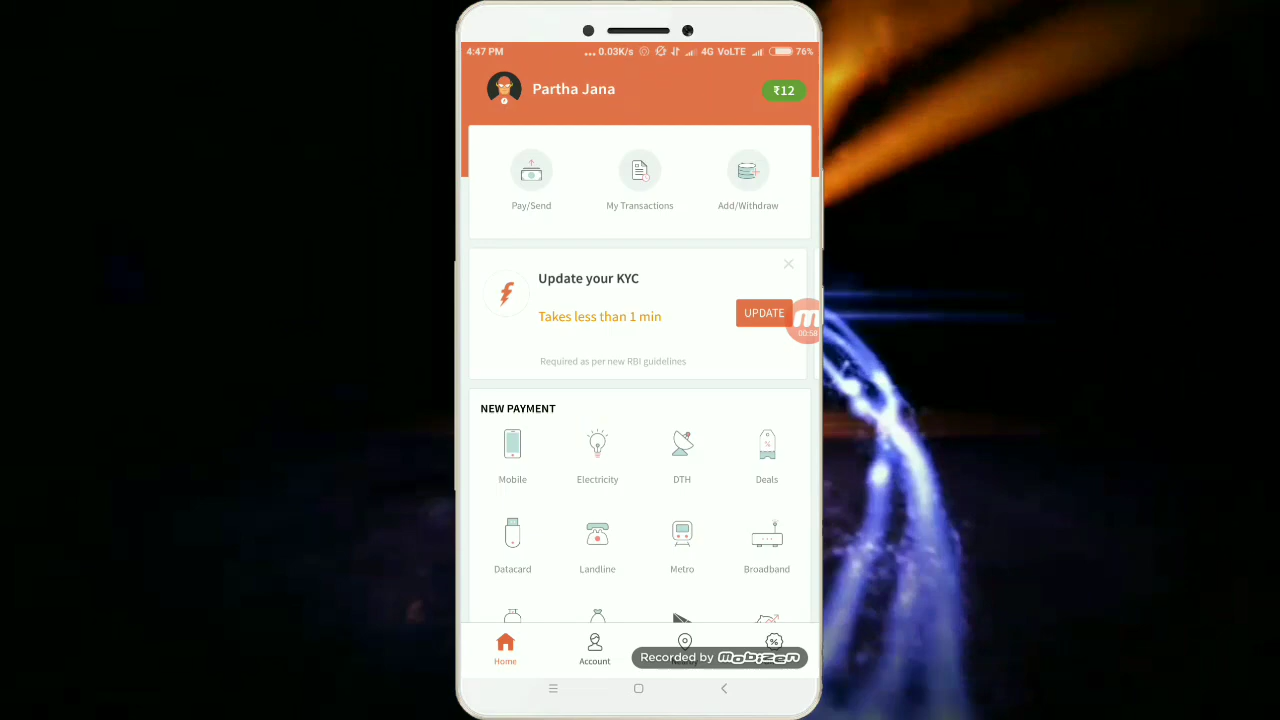 4:47 PM ... 0.03K/s 4G VoLTE 76%
Partha Jana ₹12
Pay/Send My Transactions Add/Withdraw
Update your KYC
Takes less than 1 min UPDATE
00:58
Required as per new RBI guidelines
NEW PAYMENT
Mobile Electricity DTH Deals
Datacard Landline Metro Broadband
Home Account
Recorded by mobizen